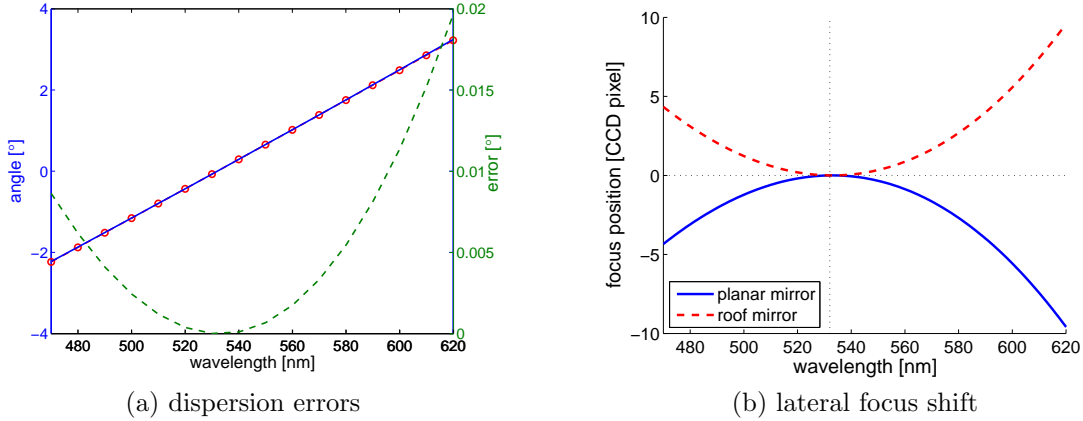 4
2
0
−2
−4
angle [°]
0.02
0.015
0.01
0.005
0
error [°]
480 500 520 540 560 580 600 620
wavelength [nm]
(a) dispersion errors
10
5
0
−5
−10
focus position [CCD pixel]
planar mirror
roof mirror
480 500 520 540 560 580 600 620
wavelength [nm]
(b) lateral focus shift